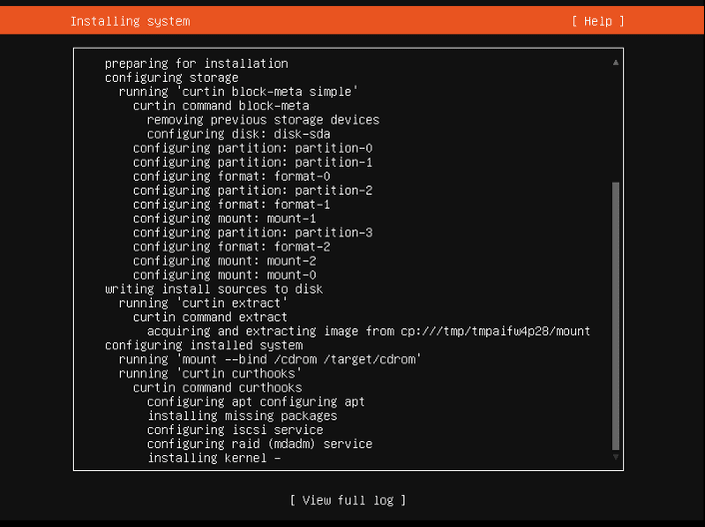 Installing system [ Help ]
preparing for installation
configuring storage
running 'curtin block-meta simple'
curtin command block-meta
removing previous storage devices
configuring disk: disk-sda
configuring partition: partition-0
configuring partition: partition-1
configuring format: format-0
configuring partition: partition-2
configuring format: format-1
configuring mount: mount-1
configuring partition: partition-3
configuring format: format-2
configuring mount: mount-2
configuring mount: mount-0
writing install sources to disk
running 'curtin extract'
curtin command extract
acquiring and extracting image from cp:///tmp/tmpaifw4p28/mount
configuring installed system
running 'mount --bind /cdrom /target/cdrom'
running 'curtin curthooks'
curtin command curthooks
configuring apt configuring apt
installing missing packages
configuring iscsi service
configuring raid (mdadm) service
installing kernel -
[ View full log ]